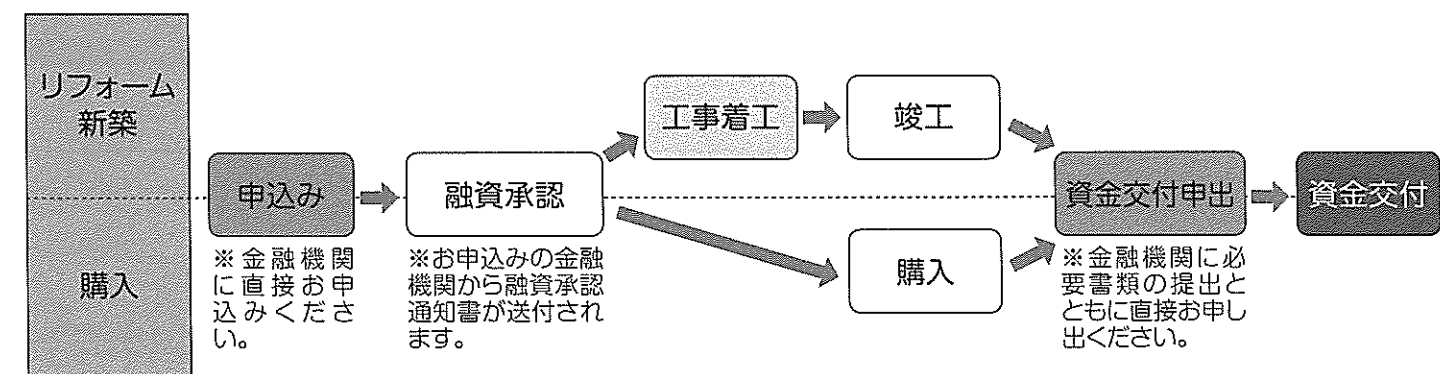 リフォーム
新築
購入
申込み
※金融機関
に直接お申
込みくださ
い。
融資承認
※お申込みの金融
機関から融資承認
通知書が送付され
ます。
工事着工
竣工
購入
資金交付申出
※金融機関に必
要書類の提出と
ともに直接お申し
出ください。
資金交付